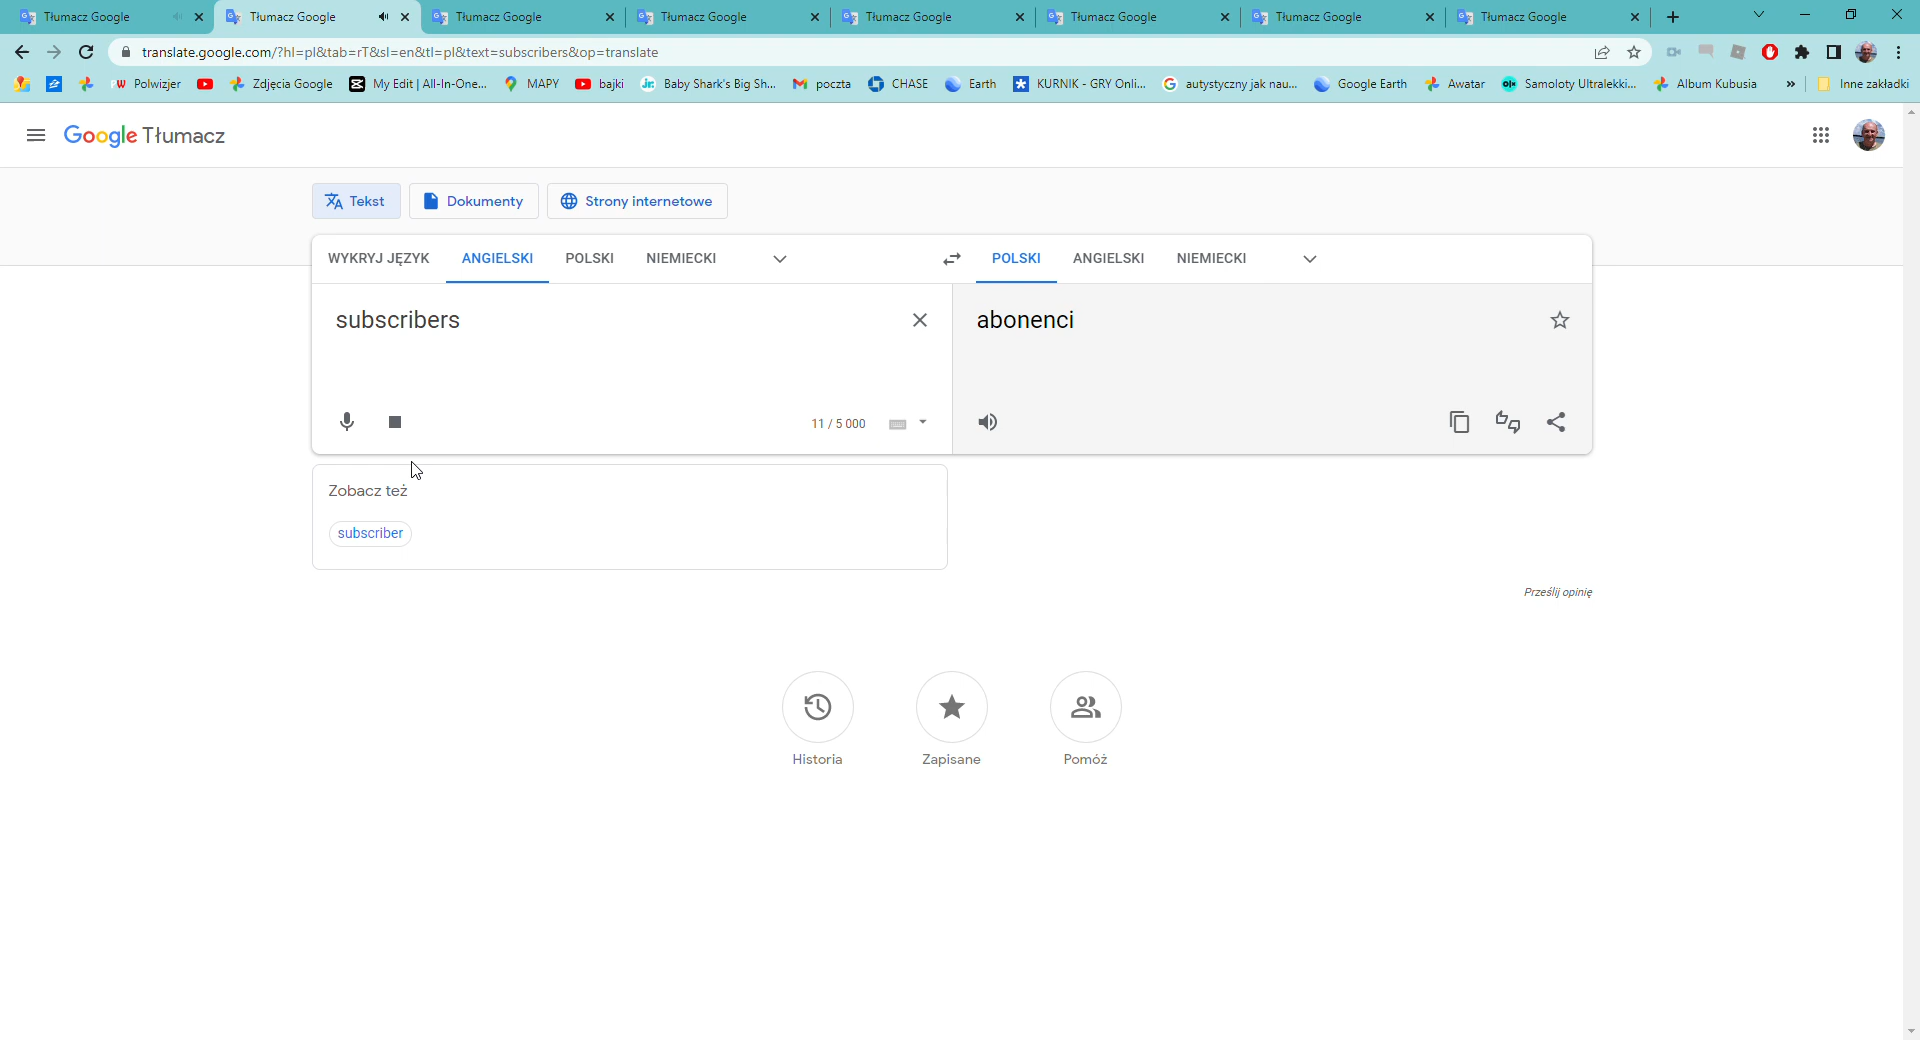 Tłumacz Google
Tłumacz Google
Tłumacz Google
Tłumacz Google
Tłumacz Google
Tłumacz Google
Tłumacz Google
Tłumacz Google
translate.google.com/?hl=pl&tab=rT&sl=en&tl=pl&text=subscribers&op=translate
Polwizjer
Zdjęcia Google
My Edit | All-In-One...
MAPY
bajki
Baby Shark's Big Sh...
poczta
CHASE
Earth
KURNIK - GRY Onli...
autystyczny jak nau...
Google Earth
Awatar
Samoloty Ultralekki...
Album Kubusia
»
Inne zakładki
Google Tłumacz
Tekst
Dokumenty
Strony internetowe
WYKRYJ JĘZYK
ANGIELSKI
POLSKI
NIEMIECKI
POLSKI
ANGIELSKI
NIEMIECKI
subscribers
abonenci
11 / 5 000
Zobacz też
subscriber
Prześlij opinię
Historia
Zapisane
Pomóż